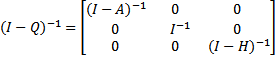 (I − Q)⁻¹ = [ (I − A)⁻¹ 0 0
0 I⁻¹ 0
0 0 (I − H)⁻¹ ]